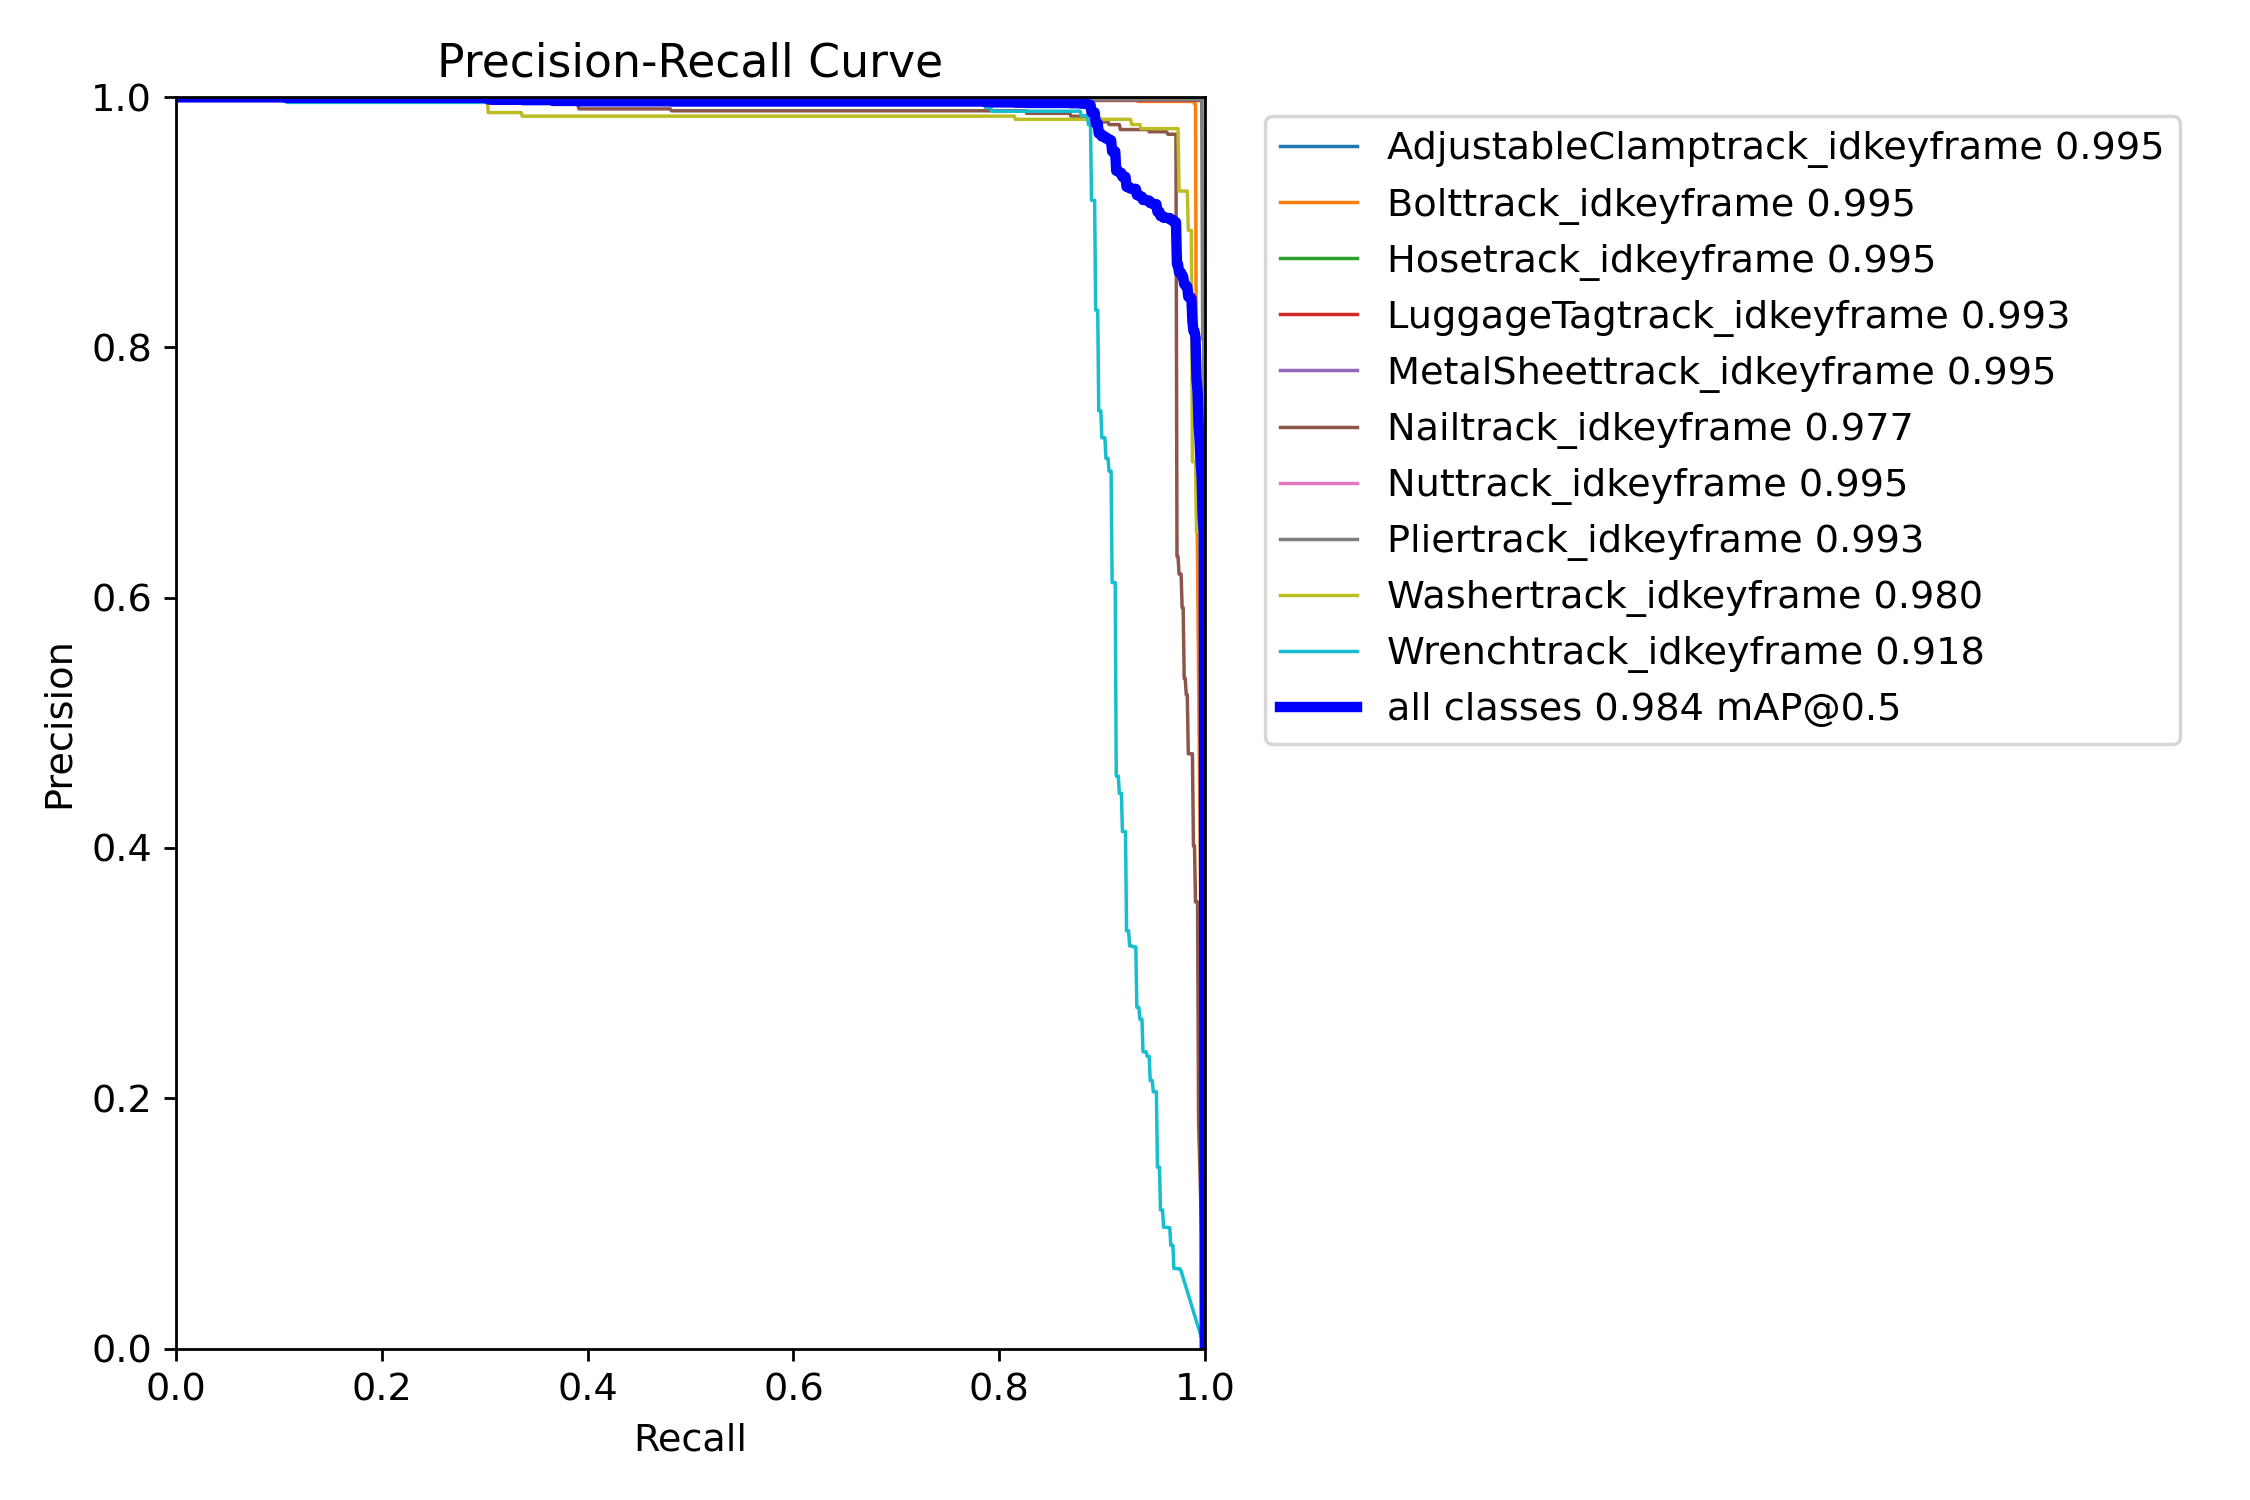 Precision-Recall Curve
1.0
0.8
0.6
0.4
0.2
0.0
Precision
0.0 0.2 0.4 0.6 0.8 1.0
Recall
AdjustableClamptrack_idkeyframe 0.995
Bolttrack_idkeyframe 0.995
Hosetrack_idkeyframe 0.995
LuggageTagtrack_idkeyframe 0.993
MetalSheettrack_idkeyframe 0.995
Nailtrack_idkeyframe 0.977
Nuttrack_idkeyframe 0.995
Pliertrack_idkeyframe 0.993
Washertrack_idkeyframe 0.980
Wrenchtrack_idkeyframe 0.918
all classes 0.984 mAP@0.5